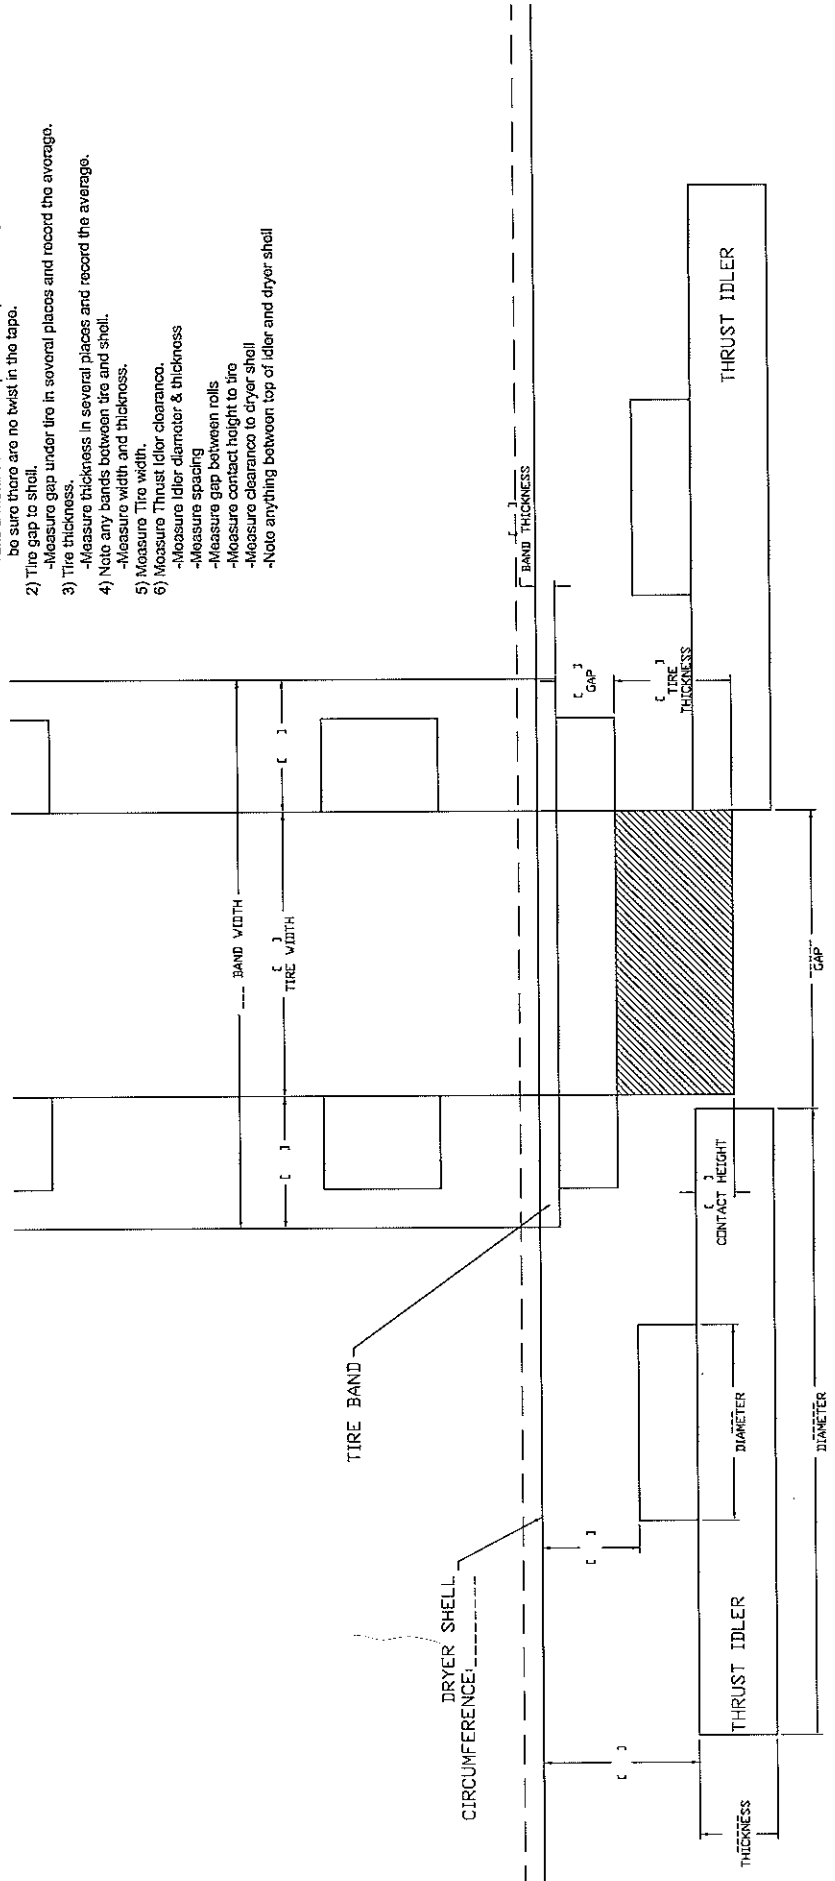 be sure there are no twist in the tape.
2) Tire gap to shell.
-Measure gap under tire in several places and record the average.
3) Tire thickness.
-Measure thickness in several places and record the average.
4) Note any bands between tire and shell.
-Measure width and thickness.
5) Measure Tire width.
6) Measure Thrust Idler clearance.
-Measure Idler diameter & thickness
-Measure spacing
-Measure gap between rolls
-Measure contact height to tire
-Measure clearance to dryer shell
-Note anything between top of idler and dryer shell
___ BAND WIDTH
[ ]
[ ]
TIRE WIDTH
[ ]
[ ]
BAND THICKNESS
TIRE BAND
[ ]
GAP
[ ]
TIRE
THICKNESS
DRYER SHELL
CIRCUMFERENCE:________
[ ]
[ ]
[ ]
CONTACT HEIGHT
THRUST IDLER
THRUST IDLER
DIAMETER
THICKNESS
DIAMETER
GAP